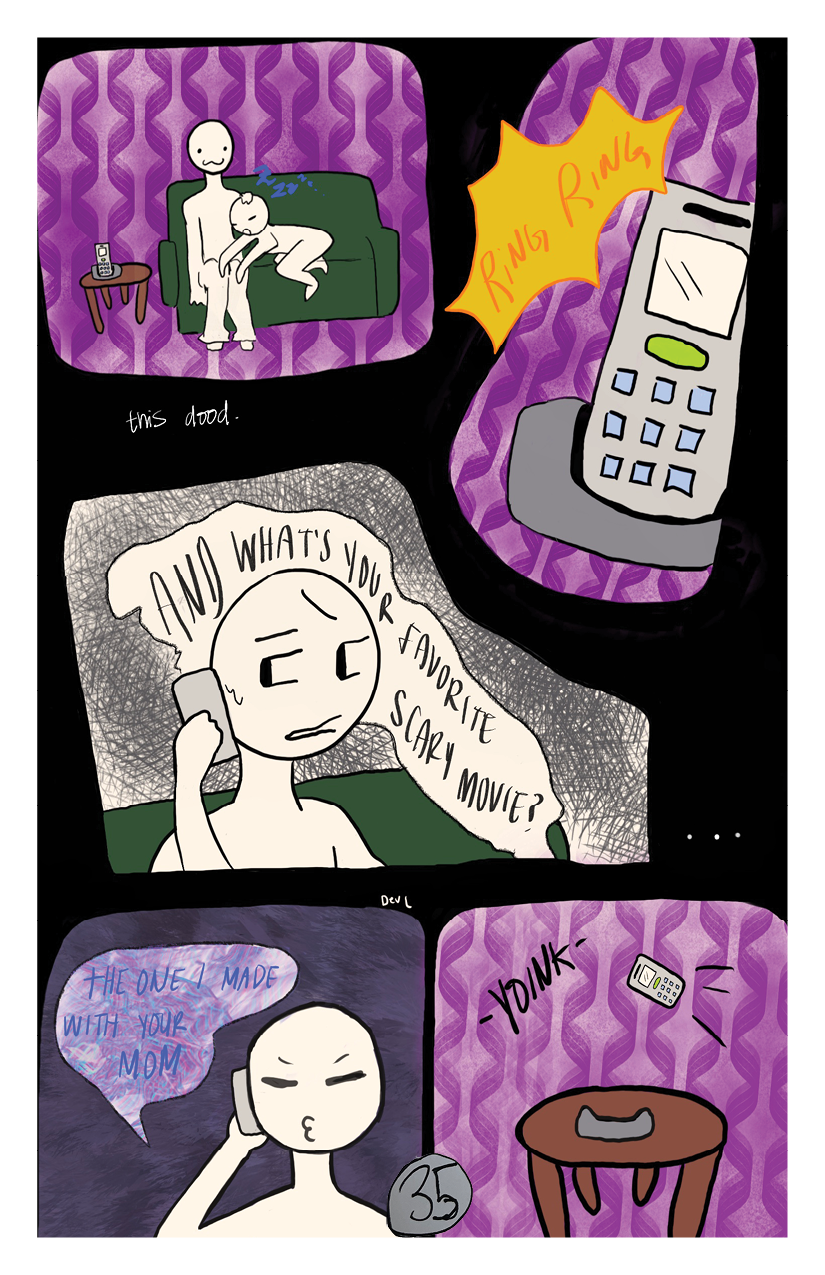 Zzzz...
RING RING
this dood.
AND WHAT'S YOUR FAVORITE SCARY MOVIE?
...
Dev L
THE ONE I MADE
WITH YOUR
MOM
-YOINK-
35